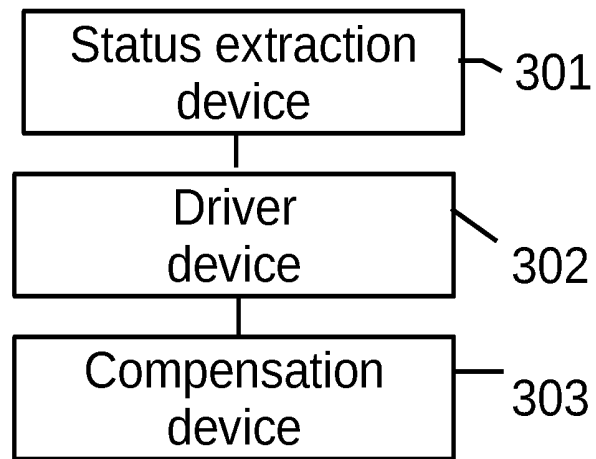 Status extraction
device
301
Driver
device
302
Compensation
device
303